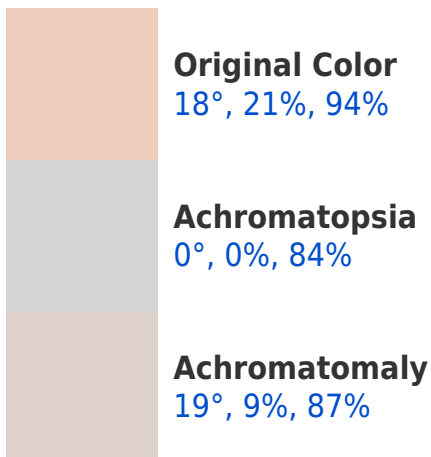 Original Color
18°, 21%, 94%
Achromatopsia
0°, 0%, 84%
Achromatomaly
19°, 9%, 87%